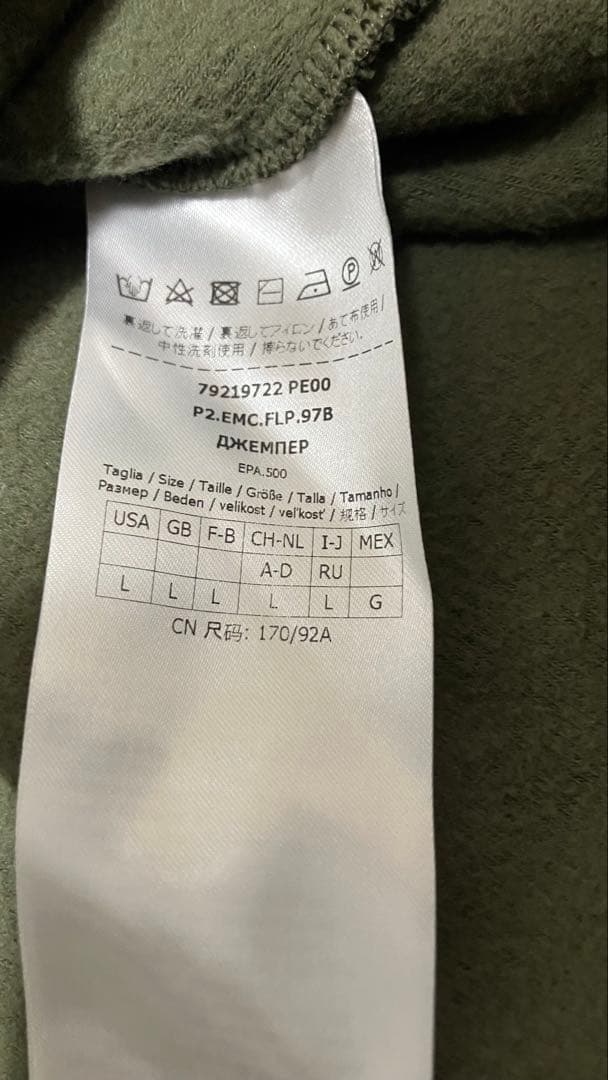 裏返して洗濯 / 裏返してアイロン / あて布使用 /
中性洗剤使用 / 搾らないでください.
79219722 PE00
P2.EMC.FLP.97B
ДЖЕМПЕР
EPA.500
Taglia / Size / Taille / Größe / Talla / Tamanho /
Размер / Beden / velikost / veľkosť / 规格 / サイズ
USA GB F-B CH-NL I-J MEX
A-D RU
L L L L L G
CN 尺码: 170/92A